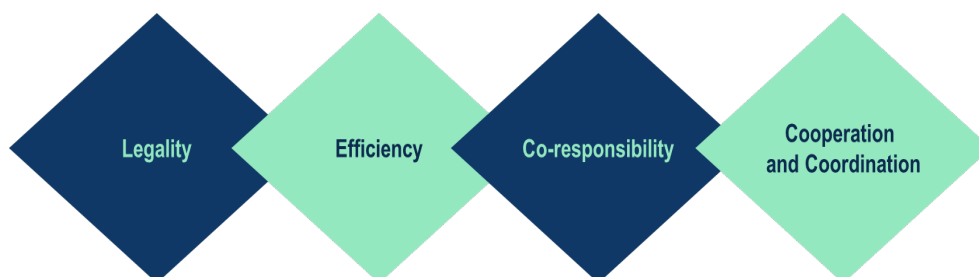 Legality
Efficiency
Co-responsibility
Cooperation
and Coordination